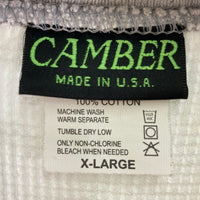 CAMBER
MADE IN U.S.A.
100% COTTON
MACHINE WASH
WARM SEPARATE
TUMBLE DRY LOW
ONLY NON-CHLORINE
BLEACH WHEN NEEDED
X-LARGE